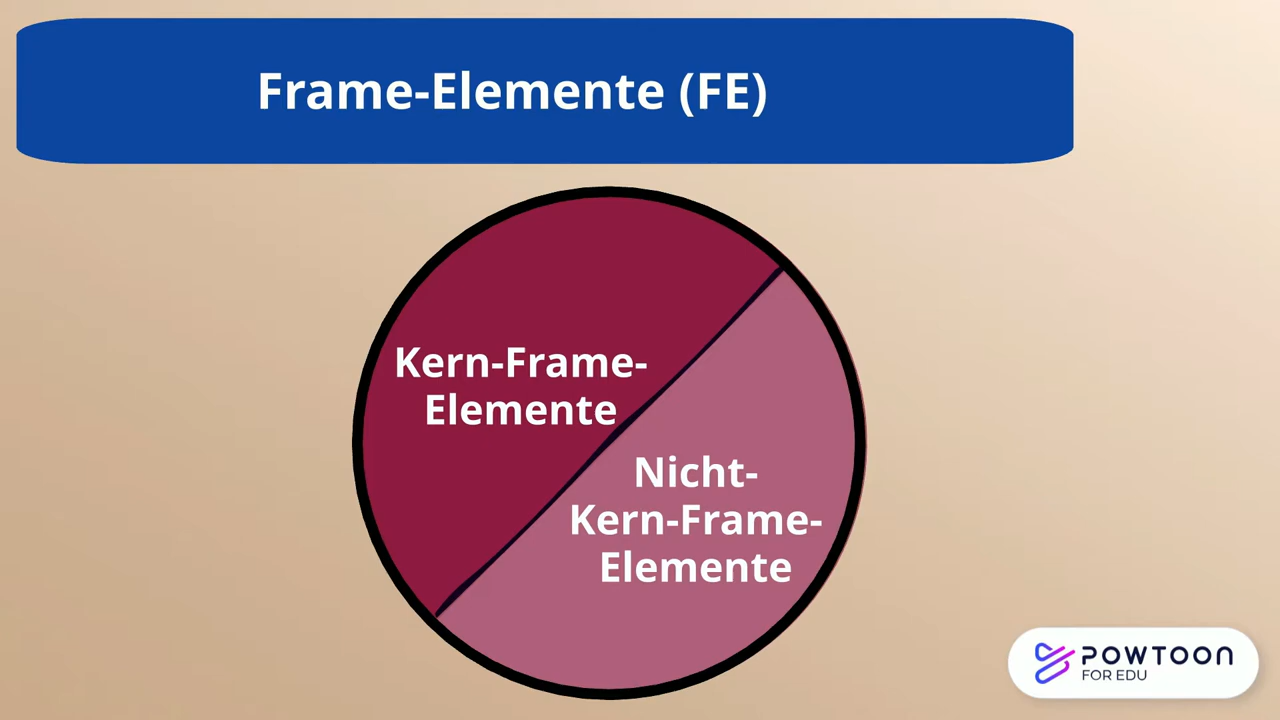 Frame-Elemente (FE)
Kern-Frame-
Elemente
Nicht-
Kern-Frame-
Elemente
POWTOON
FOR EDU